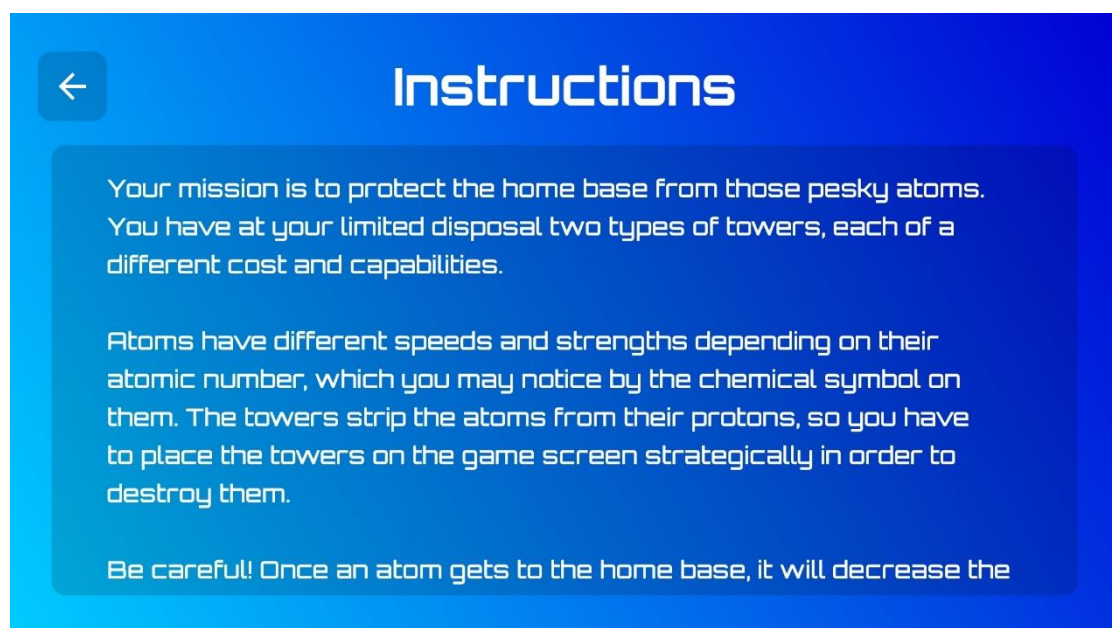 Instructions
Your mission is to protect the home base from those pesky atoms.
You have at your limited disposal two types of towers, each of a
different cost and capabilities.
Atoms have different speeds and strengths depending on their
atomic number, which you may notice by the chemical symbol on
them. The towers strip the atoms from their protons, so you have
to place the towers on the game screen strategically in order to
destroy them.
Be careful! Once an atom gets to the home base, it will decrease the